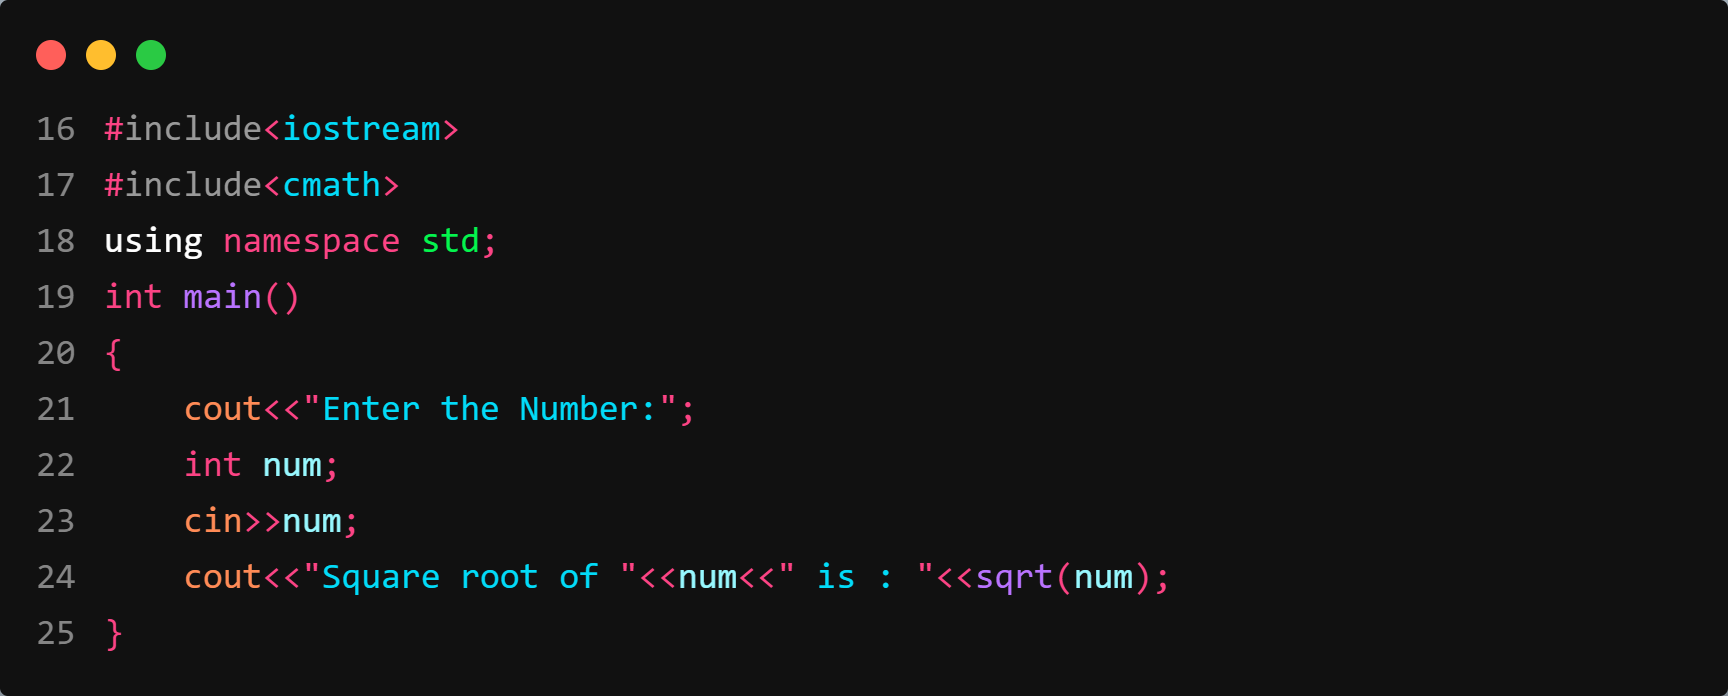 16 #include<iostream>
17 #include<cmath>
18 using namespace std;
19 int main()
20 {
21     cout<<"Enter the Number:";
22     int num;
23     cin>>num;
24     cout<<"Square root of "<<num<<" is : "<<sqrt(num);
25 }